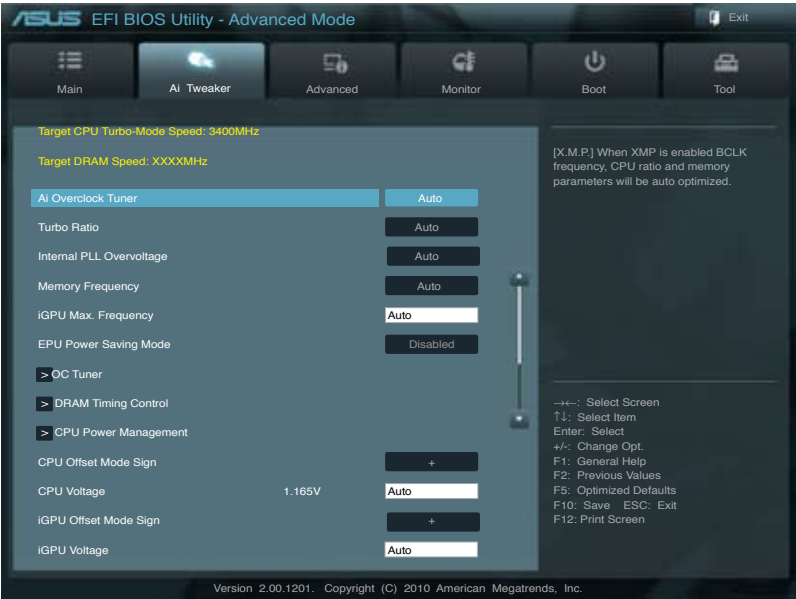 ASUS EFI BIOS Utility - Advanced Mode
Exit
Main
Ai Tweaker
Advanced
Monitor
Boot
Tool
Target CPU Turbo-Mode Speed: 3400MHz
Target DRAM Speed: XXXXMHz
Ai Overclock Tuner Auto
Turbo Ratio Auto
Internal PLL Overvoltage Auto
Memory Frequency Auto
iGPU Max. Frequency Auto
EPU Power Saving Mode Disabled
> OC Tuner
> DRAM Timing Control
> CPU Power Management
CPU Offset Mode Sign +
CPU Voltage 1.165V Auto
iGPU Offset Mode Sign +
iGPU Voltage Auto
[X.M.P.] When XMP is enabled BCLK
frequency, CPU ratio and memory
parameters will be auto optimized.
→←: Select Screen
↑↓: Select Item
Enter: Select
+/-: Change Opt.
F1: General Help
F2: Previous Values
F5: Optimized Defaults
F10: Save ESC: Exit
F12: Print Screen
Version 2.00.1201. Copyright (C) 2010 American Megatrends, Inc.